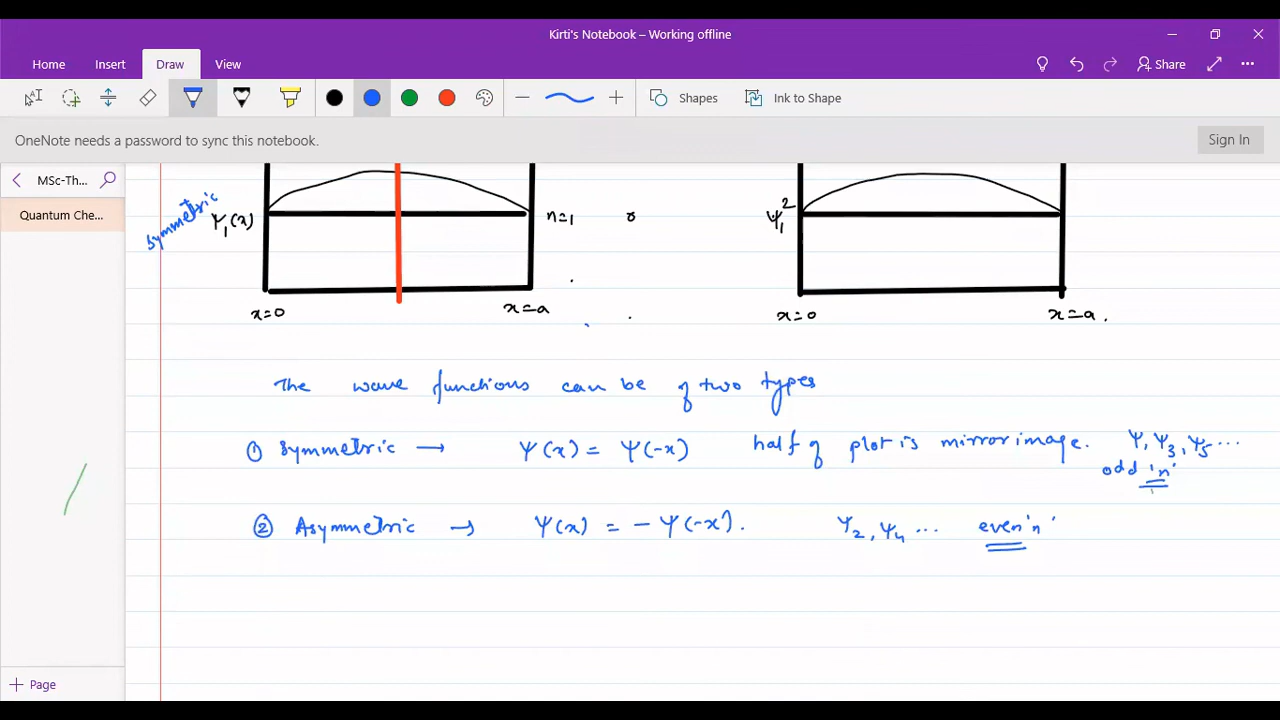 Kirti's Notebook – Working offline
Home Insert Draw View
Share
Shapes Ink to Shape
OneNote needs a password to sync this notebook.
Sign In
MSc-Th...
Quantum Che...
Symmetric
Ψ₁(x)
n=1 0
Ψ₁²
x=0 x=a
x=0 x=a.
The wave functions can be of two types
① Symmetric → Ψ(x) = Ψ(-x) half of plot is mirror image. Ψ, Ψ₃, Ψ₅...
odd 'n'
② Asymmetric → Ψ(x) = - Ψ(-x). Ψ₂, Ψ₄ ... even 'n'
+ Page